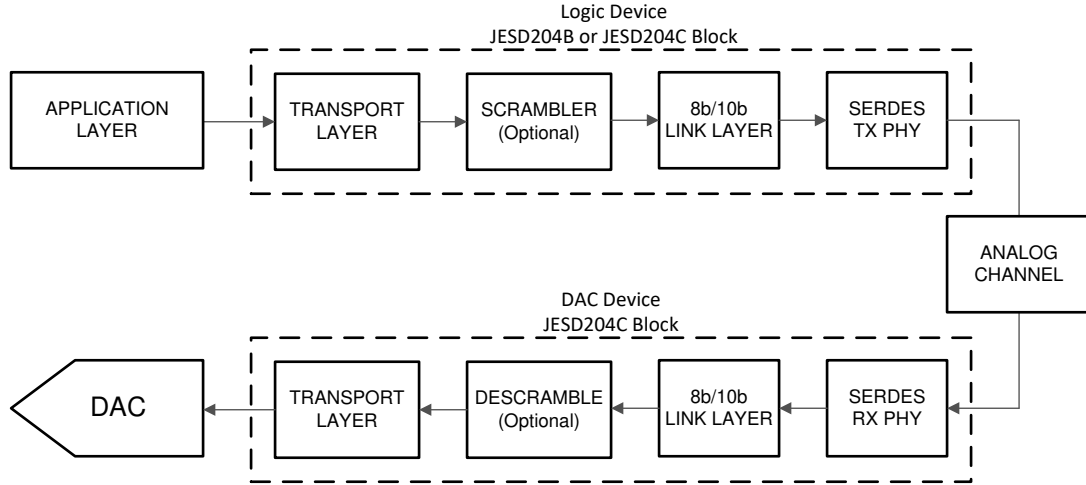 Logic Device
JESD204B or JESD204C Block
APPLICATION
LAYER
TRANSPORT
LAYER
SCRAMBLER
(Optional)
8b/10b
LINK LAYER
SERDES
TX PHY
ANALOG
CHANNEL
DAC Device
JESD204C Block
DAC
TRANSPORT
LAYER
DESCRAMBLE
(Optional)
8b/10b
LINK LAYER
SERDES
RX PHY